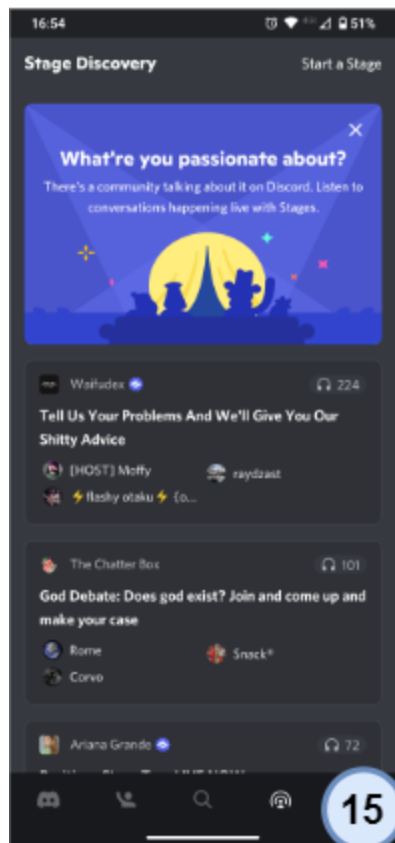 16:54
51%
Stage Discovery
Start a Stage
What're you passionate about?
There's a community talking about it on Discord. Listen to
conversations happening live with Stages.
Waifudex
224
Tell Us Your Problems And We'll Give You Our
Shitty Advice
[HOST] Moffy
raydzast
⚡flashy otaku⚡ {o...
The Chatter Box
101
God Debate: Does god exist? Join and come up and
make your case
Rome
Snack®
Corvo
Ariana Grande
72
15